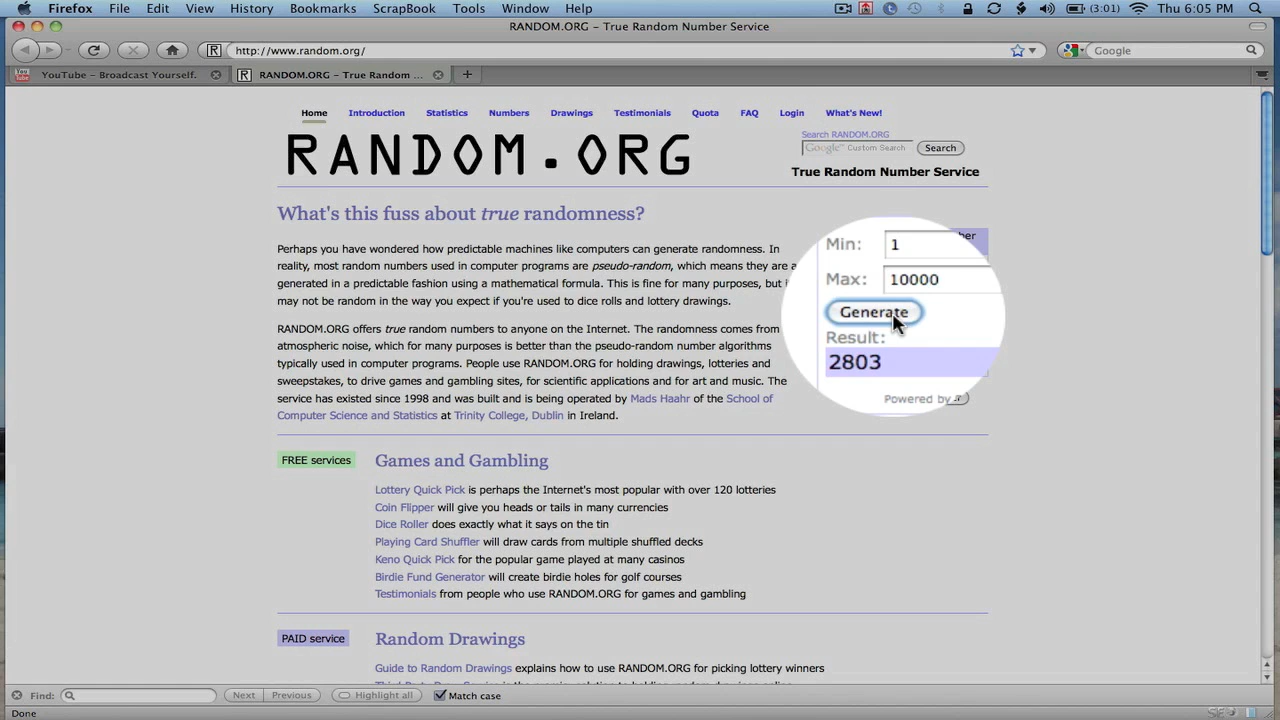 Firefox File Edit View History Bookmarks ScrapBook Tools Window Help (3:01) Thu 6:05 PM
RANDOM.ORG – True Random Number Service
R http://www.random.org/ Google
You Tube YouTube – Broadcast Yourself. R RANDOM.ORG – True Random ... +
Home Introduction Statistics Numbers Drawings Testimonials Quota FAQ Login What's New!
Search RANDOM.ORG
RANDOM.ORG
Google™ Custom Search Search
True Random Number Service
What's this fuss about true randomness?
Perhaps you have wondered how predictable machines like computers can generate randomness. In
reality, most random numbers used in computer programs are pseudo-random, which means they are a
generated in a predictable fashion using a mathematical formula. This is fine for many purposes, but i
may not be random in the way you expect if you're used to dice rolls and lottery drawings.
RANDOM.ORG offers true random numbers to anyone on the Internet. The randomness comes from
atmospheric noise, which for many purposes is better than the pseudo-random number algorithms
typically used in computer programs. People use RANDOM.ORG for holding drawings, lotteries and
sweepstakes, to drive games and gambling sites, for scientific applications and for art and music. The
service has existed since 1998 and was built and is being operated by Mads Haahr of the School of
Computer Science and Statistics at Trinity College, Dublin in Ireland.
ber
Min: 1
Max: 10000
Generate
Result:
2803
Powered by
FREE services Games and Gambling
Lottery Quick Pick is perhaps the Internet's most popular with over 120 lotteries
Coin Flipper will give you heads or tails in many currencies
Dice Roller does exactly what it says on the tin
Playing Card Shuffler will draw cards from multiple shuffled decks
Keno Quick Pick for the popular game played at many casinos
Birdie Fund Generator will create birdie holes for golf courses
Testimonials from people who use RANDOM.ORG for games and gambling
PAID service Random Drawings
Guide to Random Drawings explains how to use RANDOM.ORG for picking lottery winners
Find: Next Previous Highlight all Match case
Done